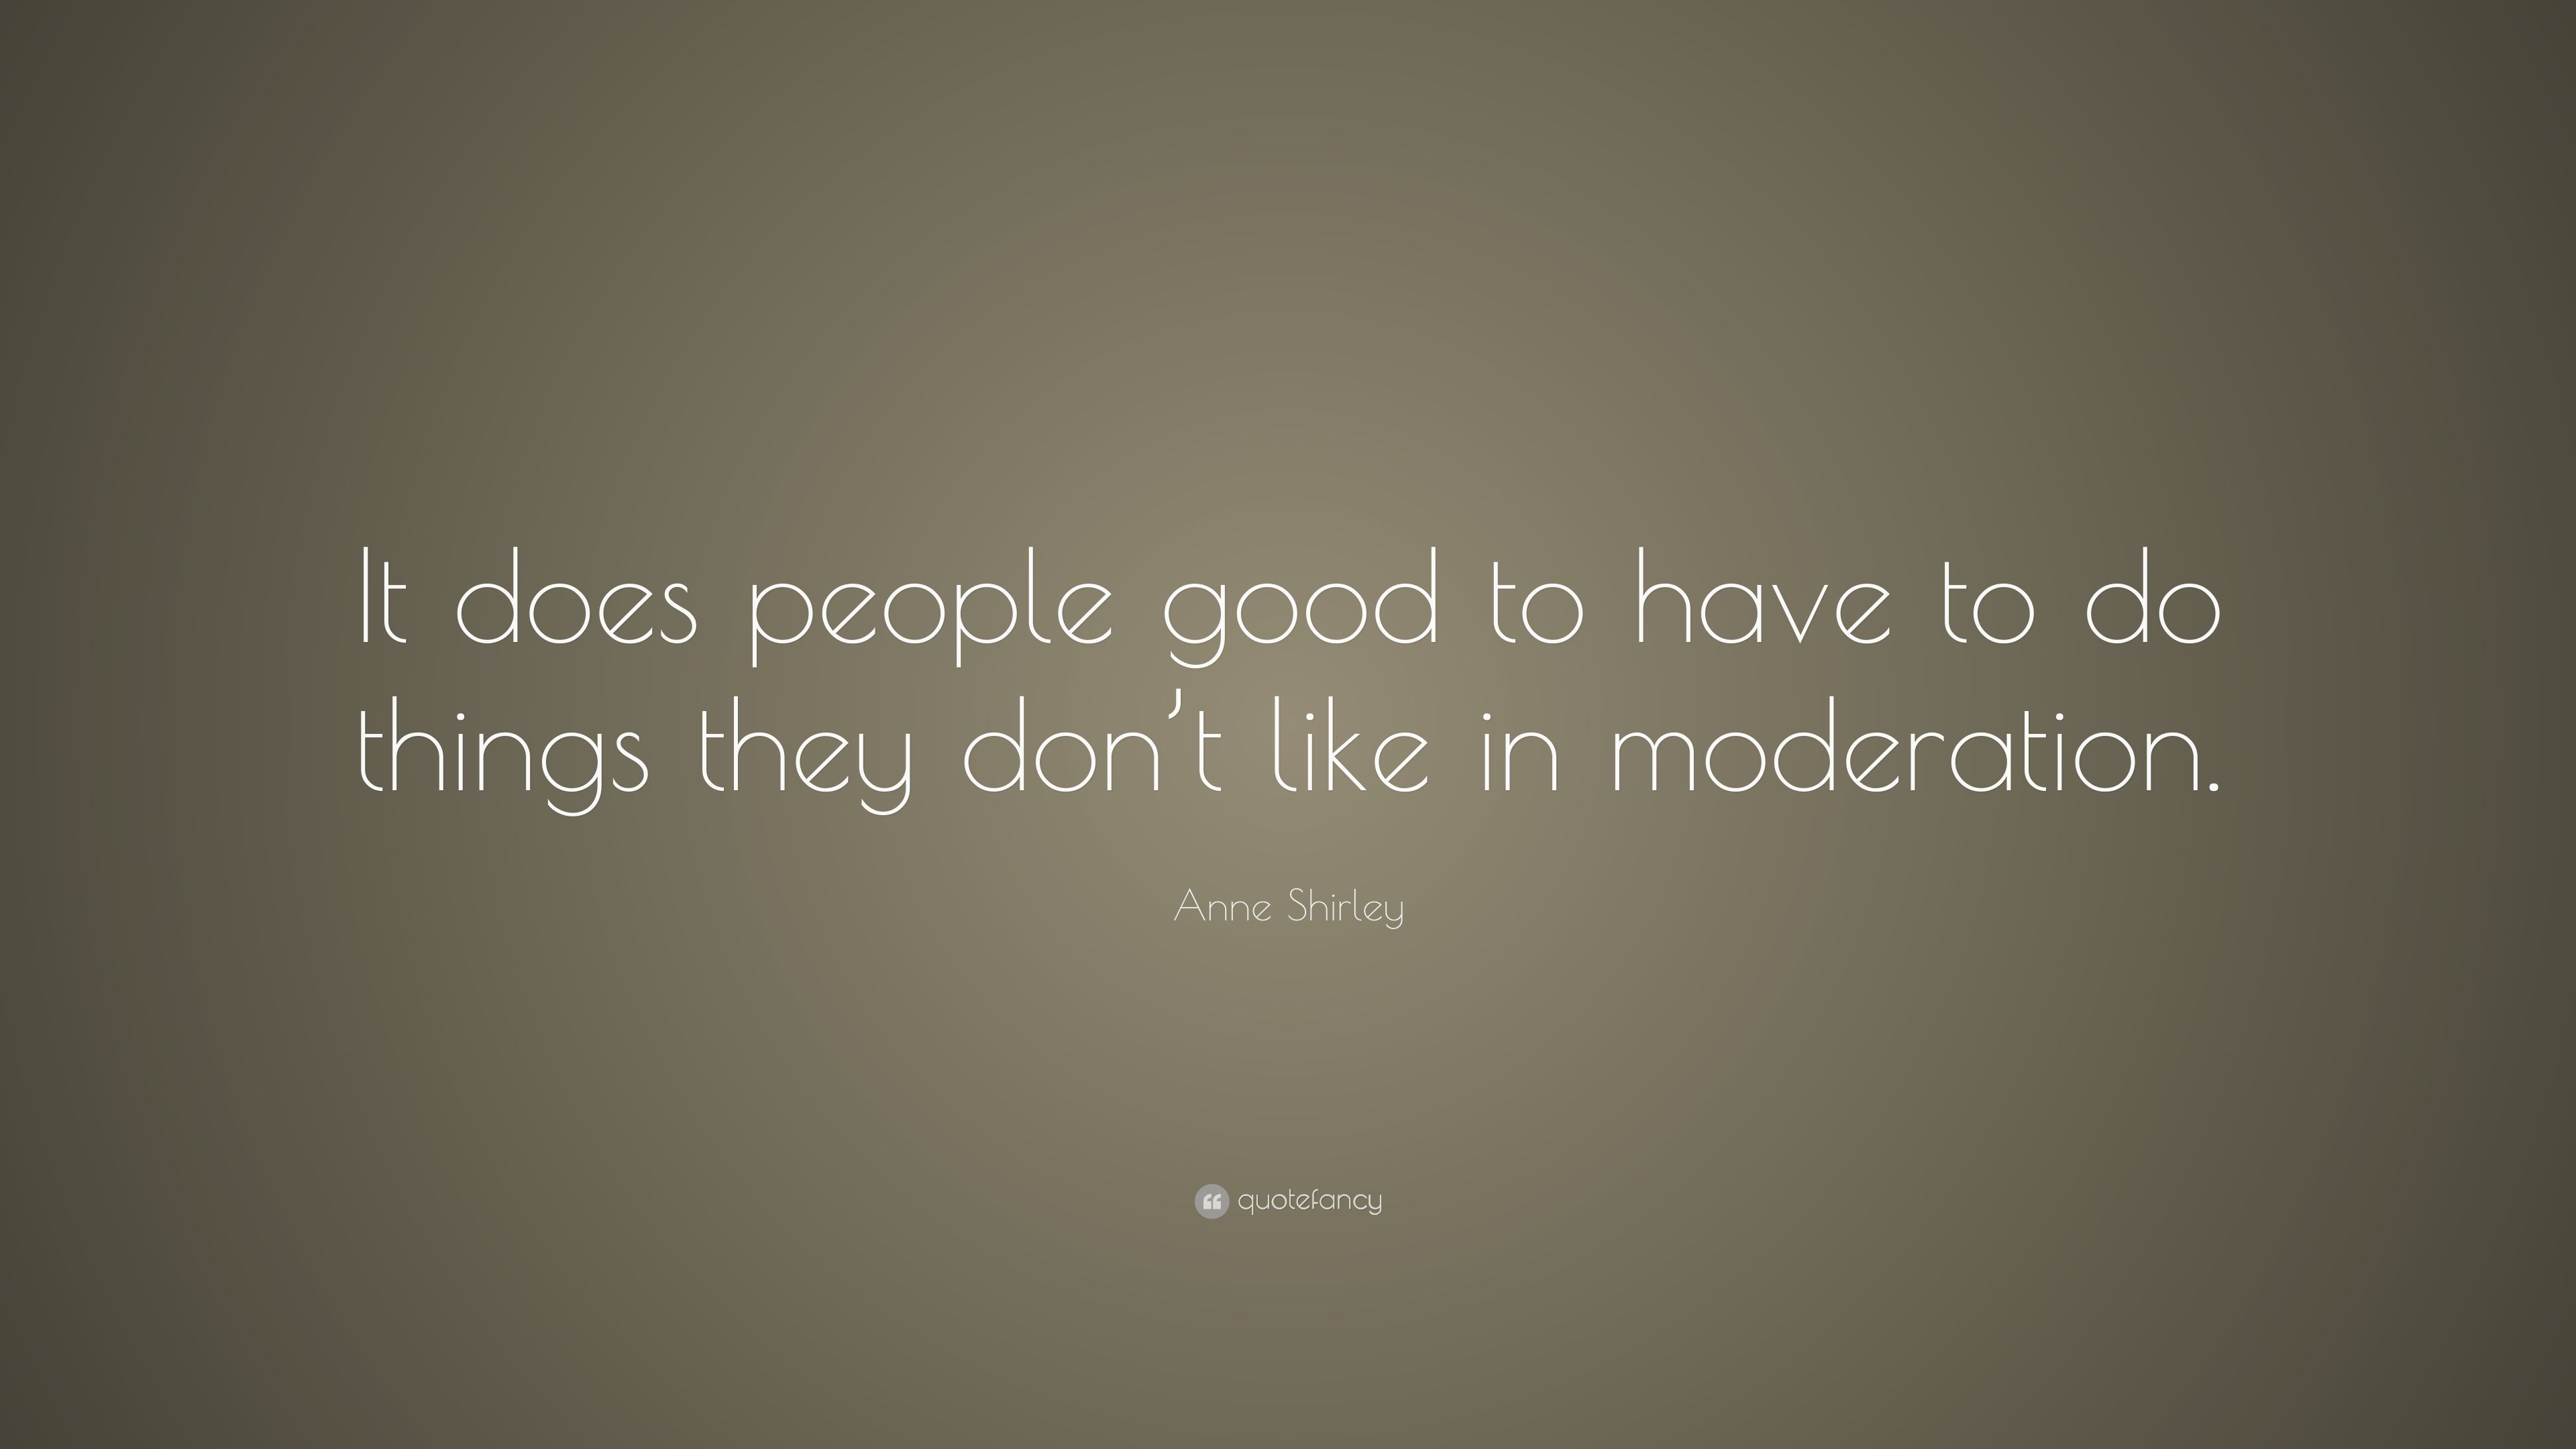 It does people good to have to do
things they don’t like in moderation.
Anne Shirley
quotefancy